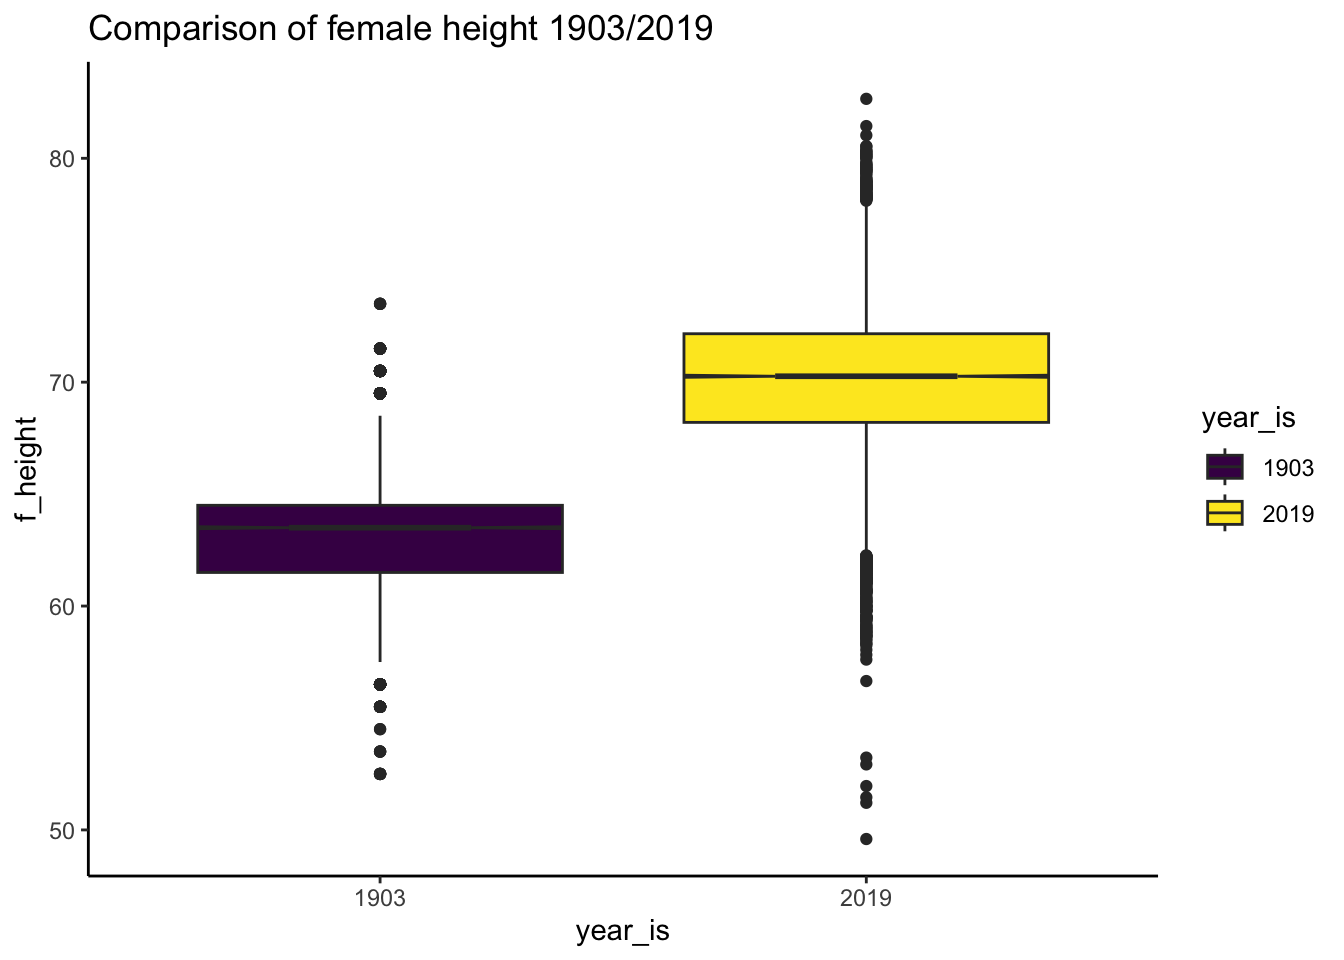 Comparison of female height 1903/2019
f_height
80
70
60
50
1903
2019
year_is
year_is
1903
2019